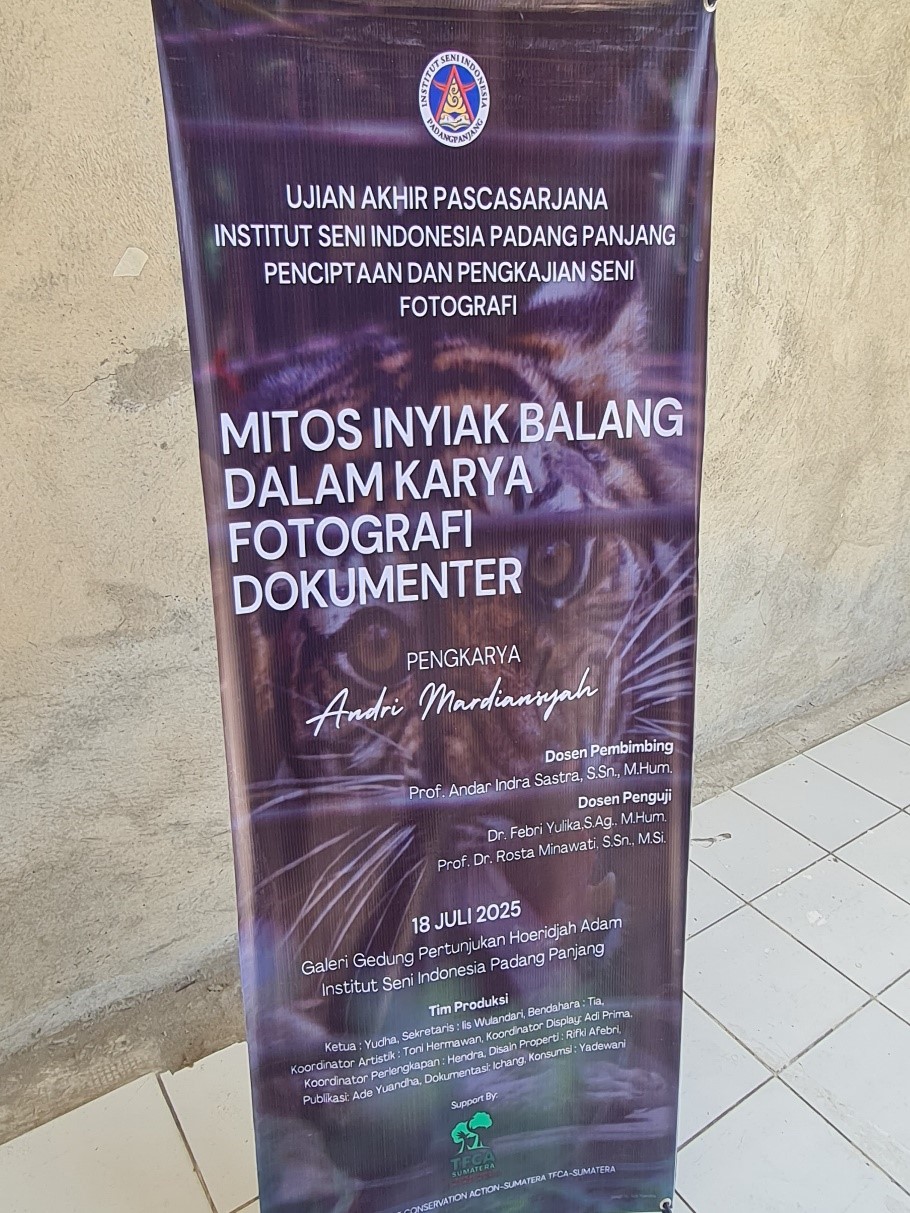 INSTITUT SENI INDONESIA
PADANGPANJANG
UJIAN AKHIR PASCASARJANA
INSTITUT SENI INDONESIA PADANG PANJANG
PENCIPTAAN DAN PENGKAJIAN SENI
FOTOGRAFI
MITOS INYIAK BALANG
DALAM KARYA
FOTOGRAFI
DOKUMENTER
PENGKARYA
Andri Mardiansyah
Dosen Pembimbing
Prof. Andar Indra Sastra, S.Sn., M.Hum.
Dosen Penguji
Dr. Febri Yulika,S.Ag., M.Hum.
Prof. Dr. Rosta Minawati, S.Sn., M.Si.
18 JULI 2025
Galeri Gedung Pertunjukan Hoeridjah Adam
Institut Seni Indonesia Padang Panjang
Tim Produksi
Ketua : Yudha, Sekretaris : Iis Wulandari, Bendahara : Tia,
Koordinator Artistik : Toni Hermawan, Koordinator Display: Adi Prima,
Koordinator Perlengkapan : Hendra, Disain Properti : Rifki Afebri,
Publikasi: Ade Yuandha, Dokumentasi: Ichang, Konsumsi : Yadewani
Support By:
TFCA
SUMATERA
CONSERVATION ACTION-SUMATERA TFCA-SUMATERA